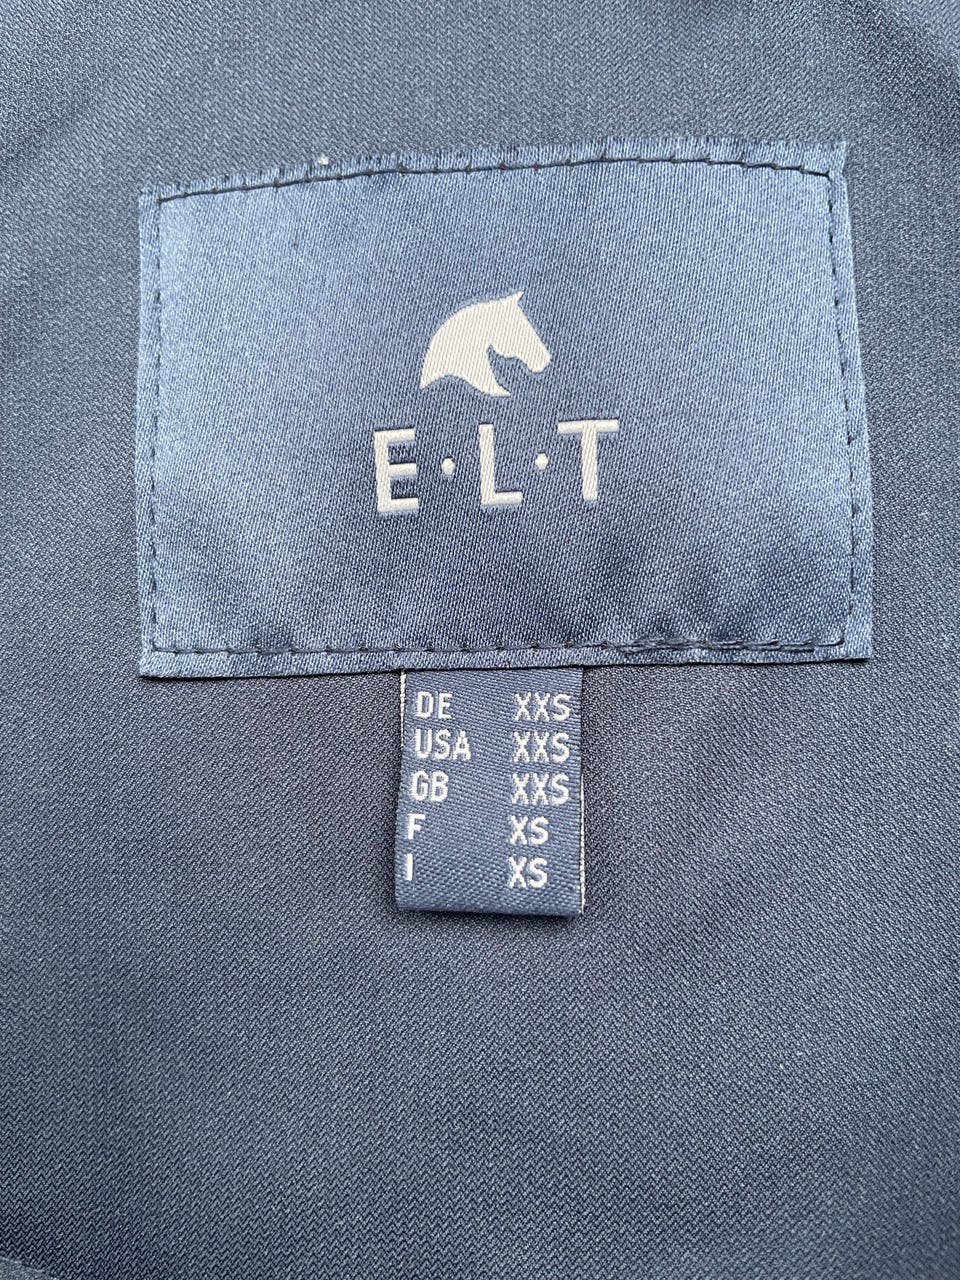 E·L·T
DE XXS
USA XXS
GB XXS
F XS
I XS